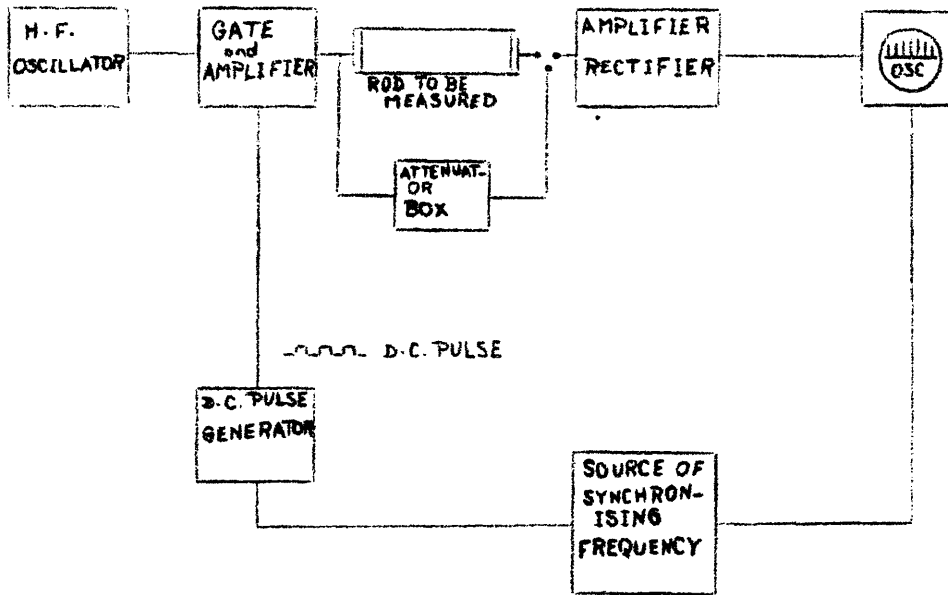 H.F.
OSCILLATOR
GATE
and
AMPLIFIER
ROD TO BE
MEASURED
AMPLIFIER
RECTIFIER
OSC
ATTENUAT-
OR
BOX
D.C. PULSE
D.C. PULSE
GENERATOR
SOURCE OF
SYNCHRON-
ISING
FREQUENCY